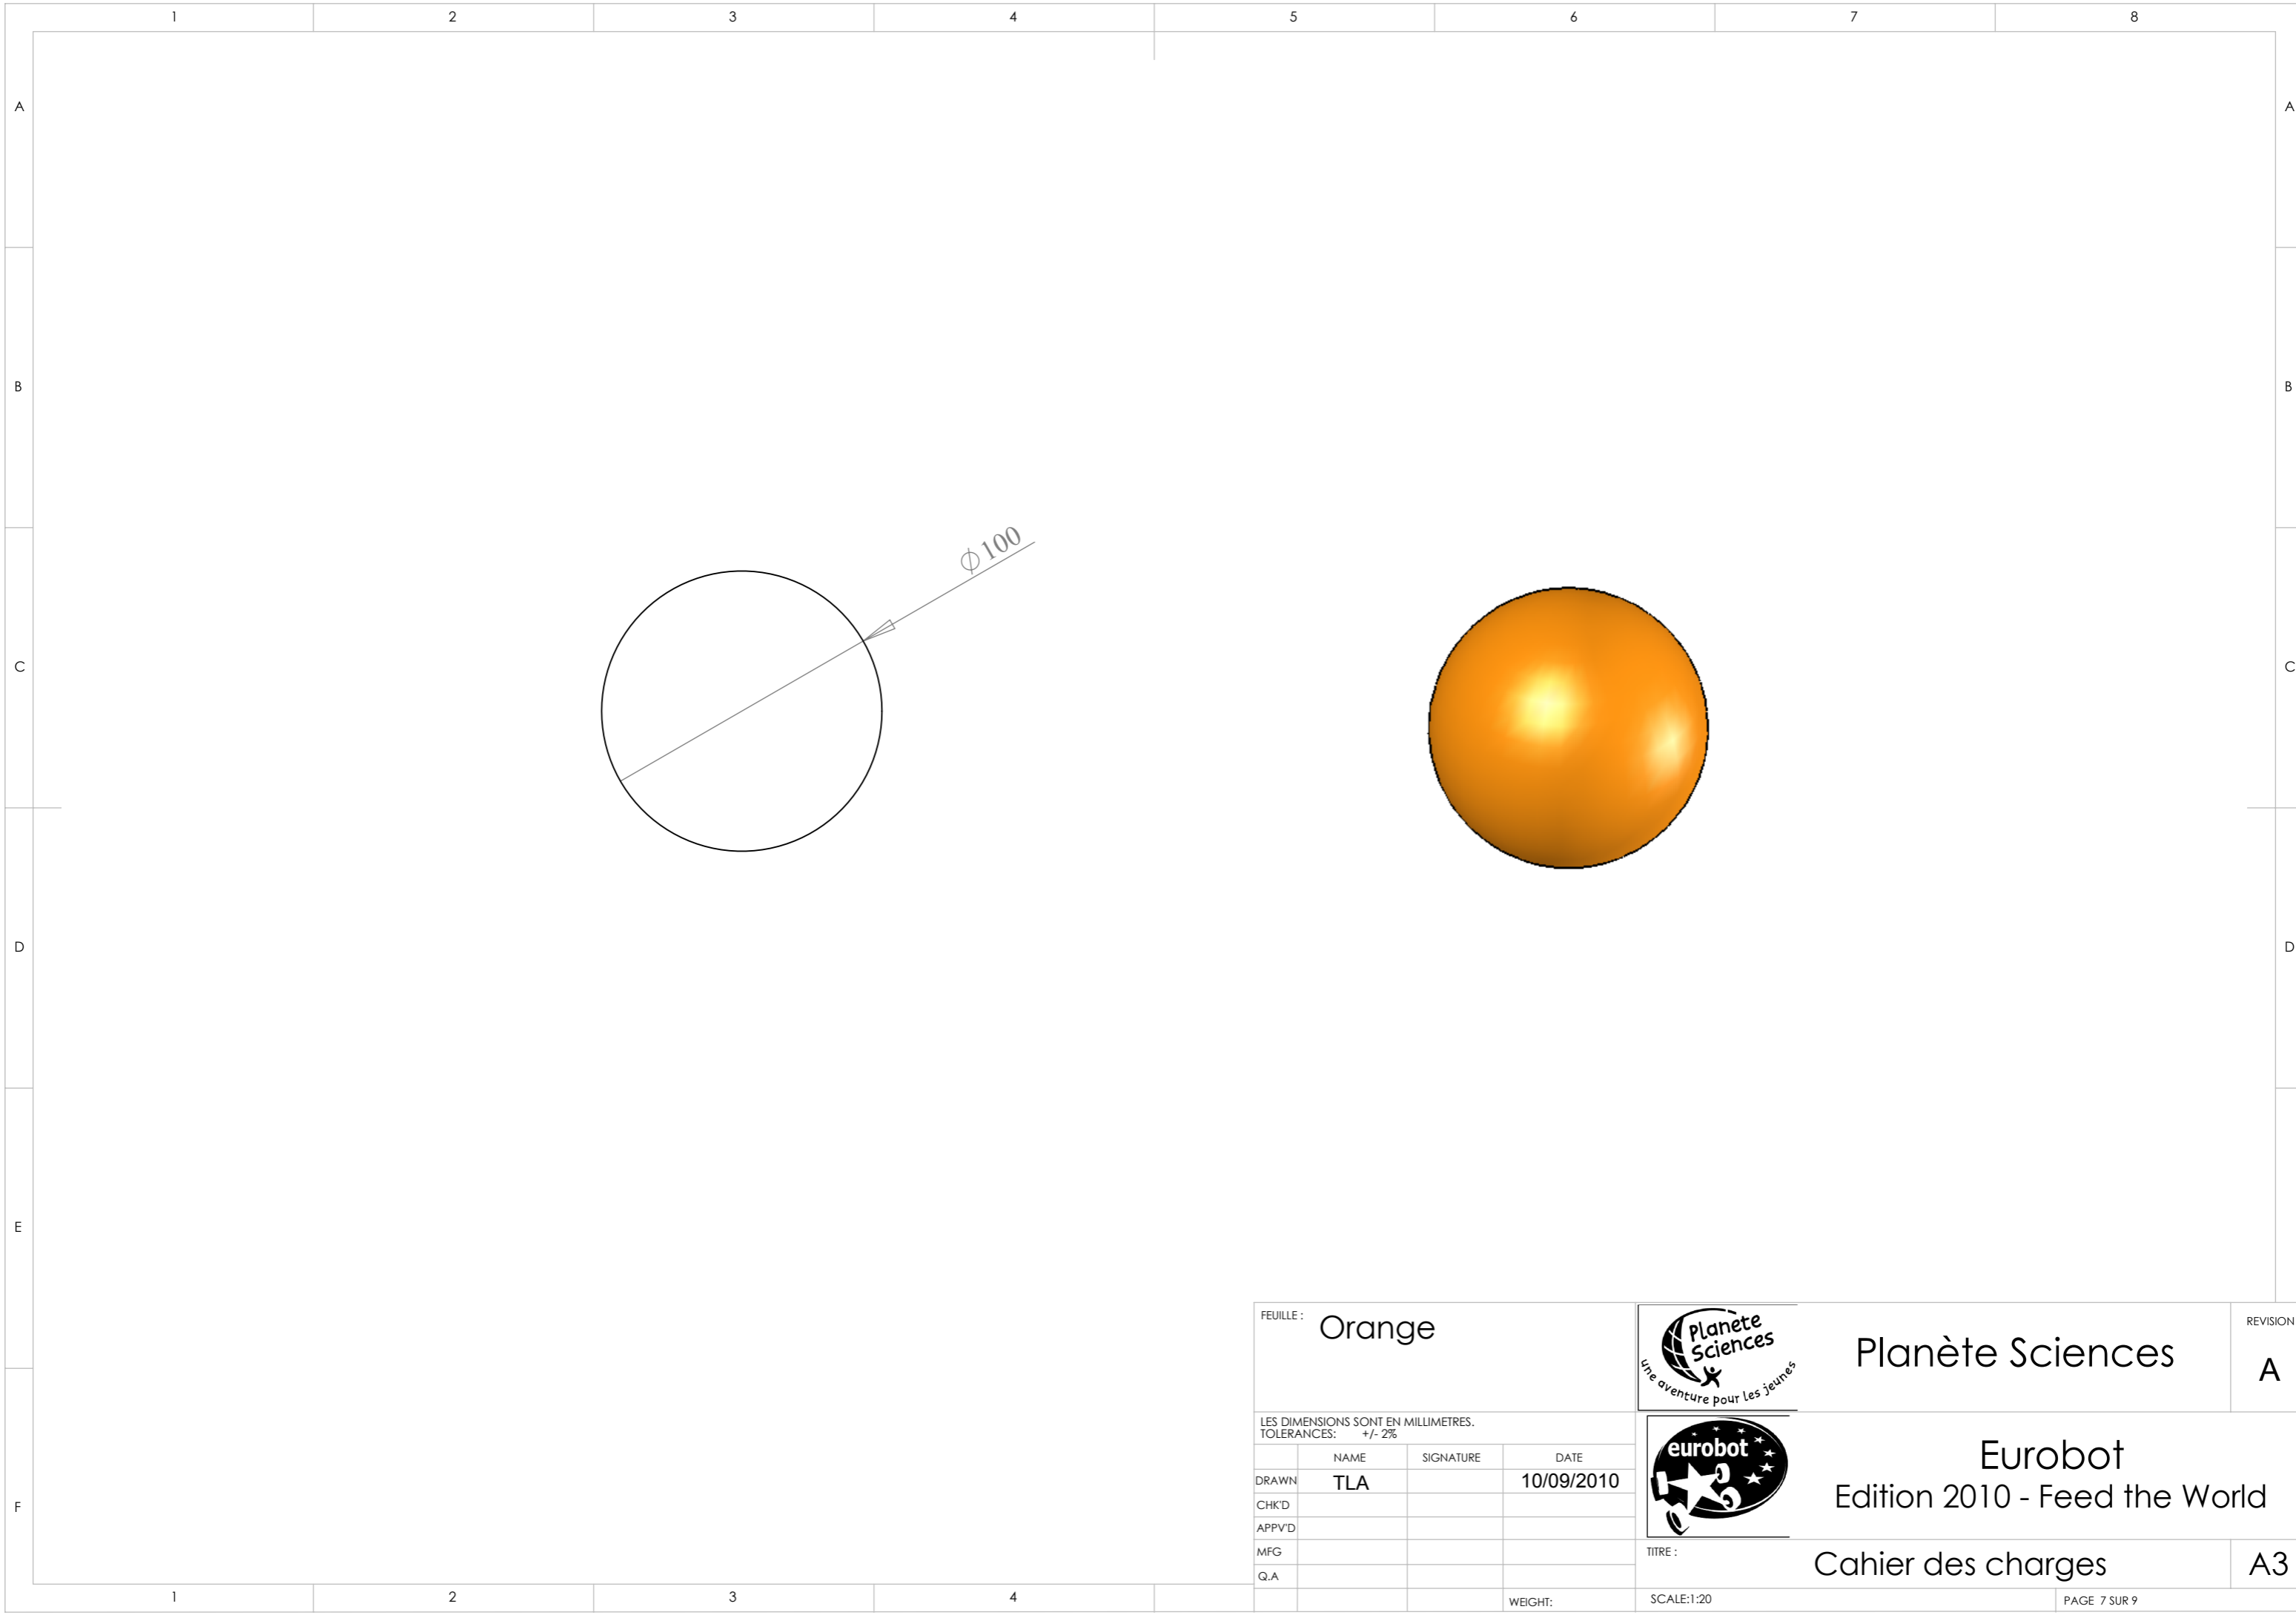 1 2 3 4 5 6 7 8
A A
B B
⌀100
C C
D D
E
F
FEUILLE : Orange
Planète Sciences
une aventure pour les jeunes
Planète Sciences
REVISION
A
LES DIMENSIONS SONT EN MILLIMETRES.
TOLERANCES: +/- 2%
NAME SIGNATURE DATE
DRAWN TLA 10/09/2010
CHK'D
APPV'D
MFG
Q.A
WEIGHT:
eurobot
Eurobot
Edition 2010 - Feed the World
TITRE :
Cahier des charges
A3
SCALE:1:20
PAGE 7 SUR 9
1 2 3 4